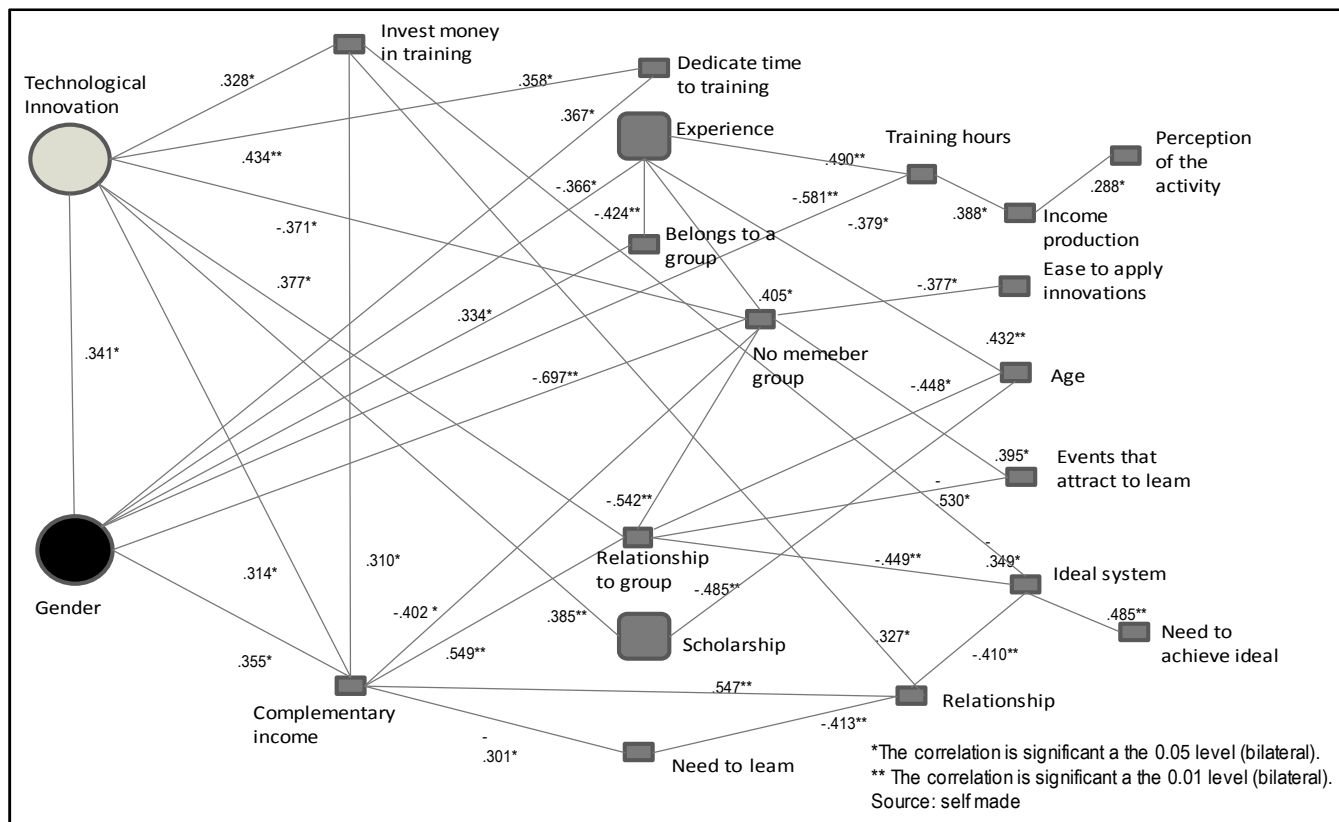 Invest money
in training
Technological
Innovation
.328*
.358*
Dedicate time
to training
.367*
Experience
Training hours
Perception
of the
activity
.434**
.490**
-.366*
-.581**
.288*
-.424**
-.379*
.388*
Income
production
-.371*
Belongs to a
group
Ease to apply
innovations
.377*
-.377*
.405*
.334*
.341*
.432**
No memeber
group
-.697**
-.448*
Age
.395*
Events that
attract to leam
-
.530*
-.542**
-
.349*
Relationship
to group
-.449**
Ideal system
.310*
.314*
-.485**
Gender
-.402 *
.385**
.485**
Scholarship
.327*
Need to
achieve ideal
.549**
-.410**
.355*
.547**
Relationship
Complementary
income
-.413**
-
.301*
Need to leam
*The correlation is significant a the 0.05 level (bilateral).
** The correlation is significant a the 0.01 level (bilateral).
Source: self made